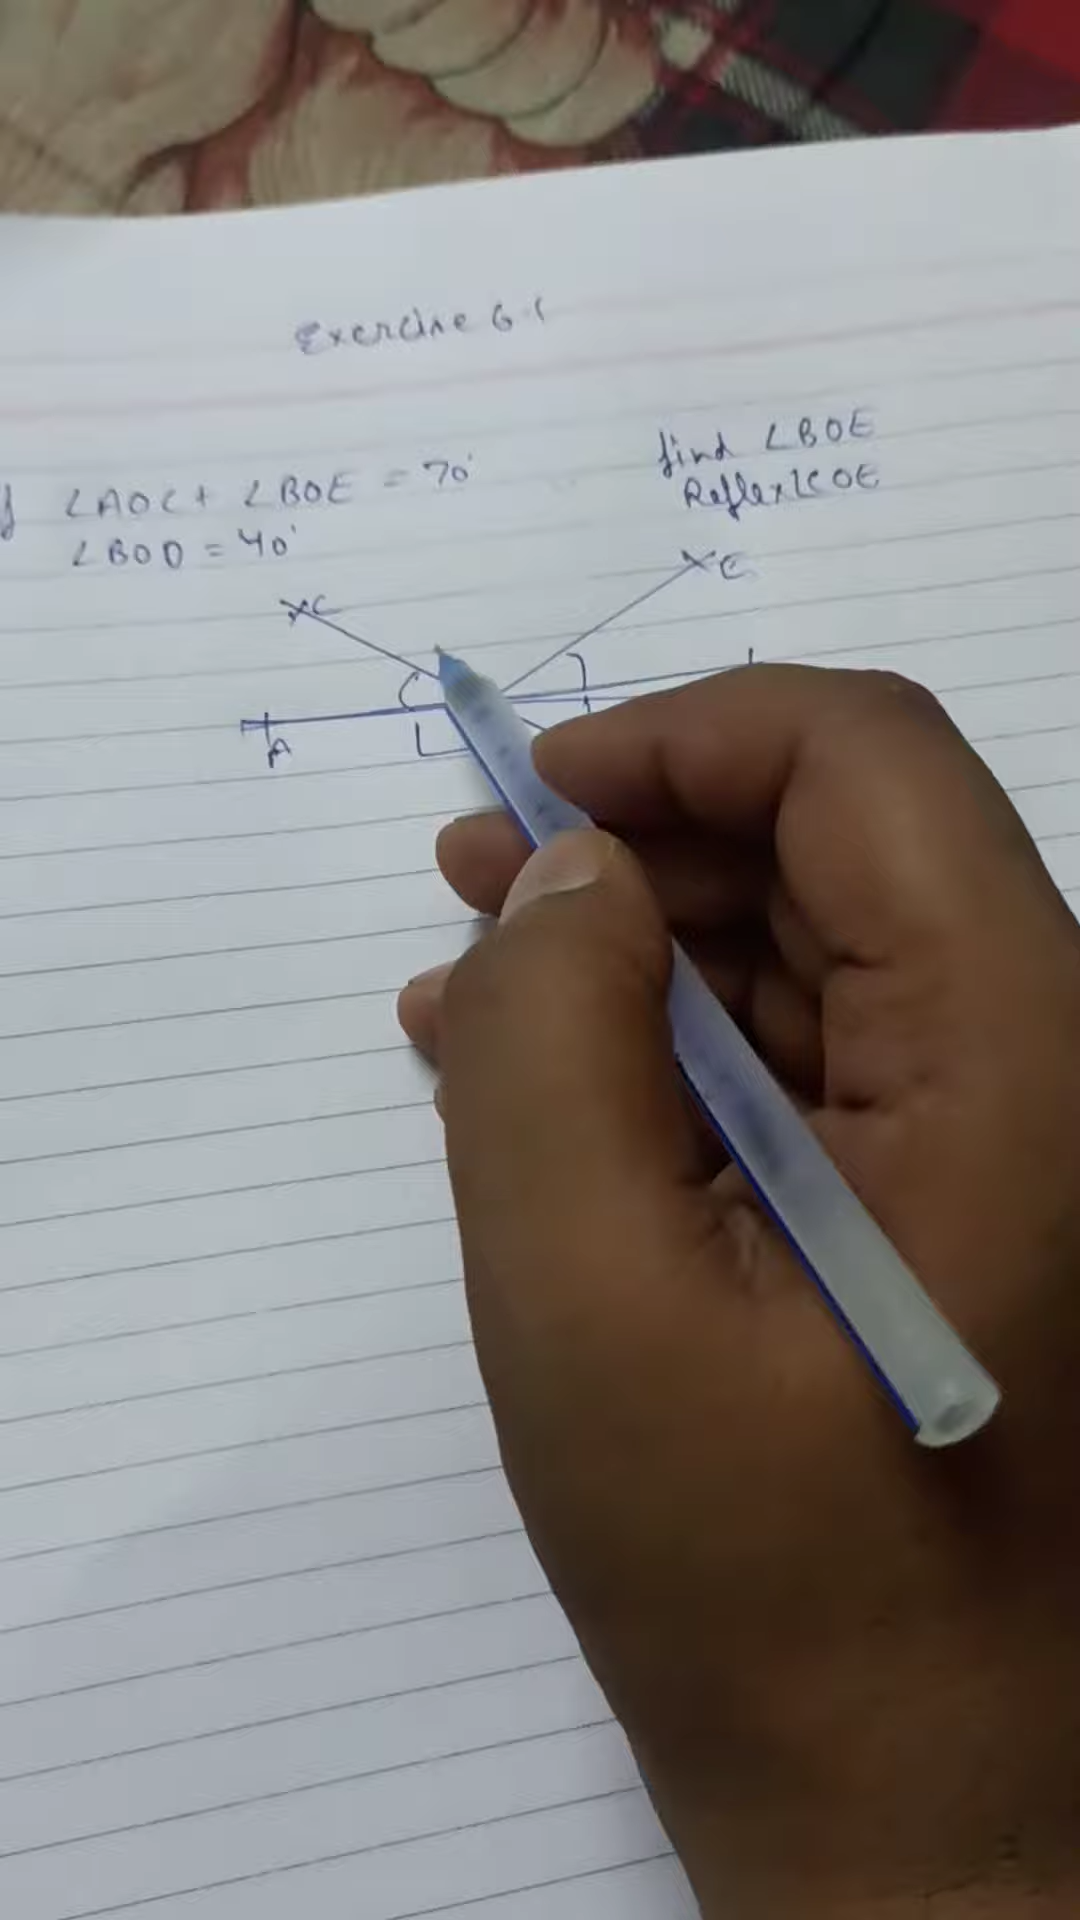 Exercise 6.1
If ∠AOC + ∠BOE = 70°
∠BOD = 40°
find ∠BOE
Reflex ∠COE
C
E
A